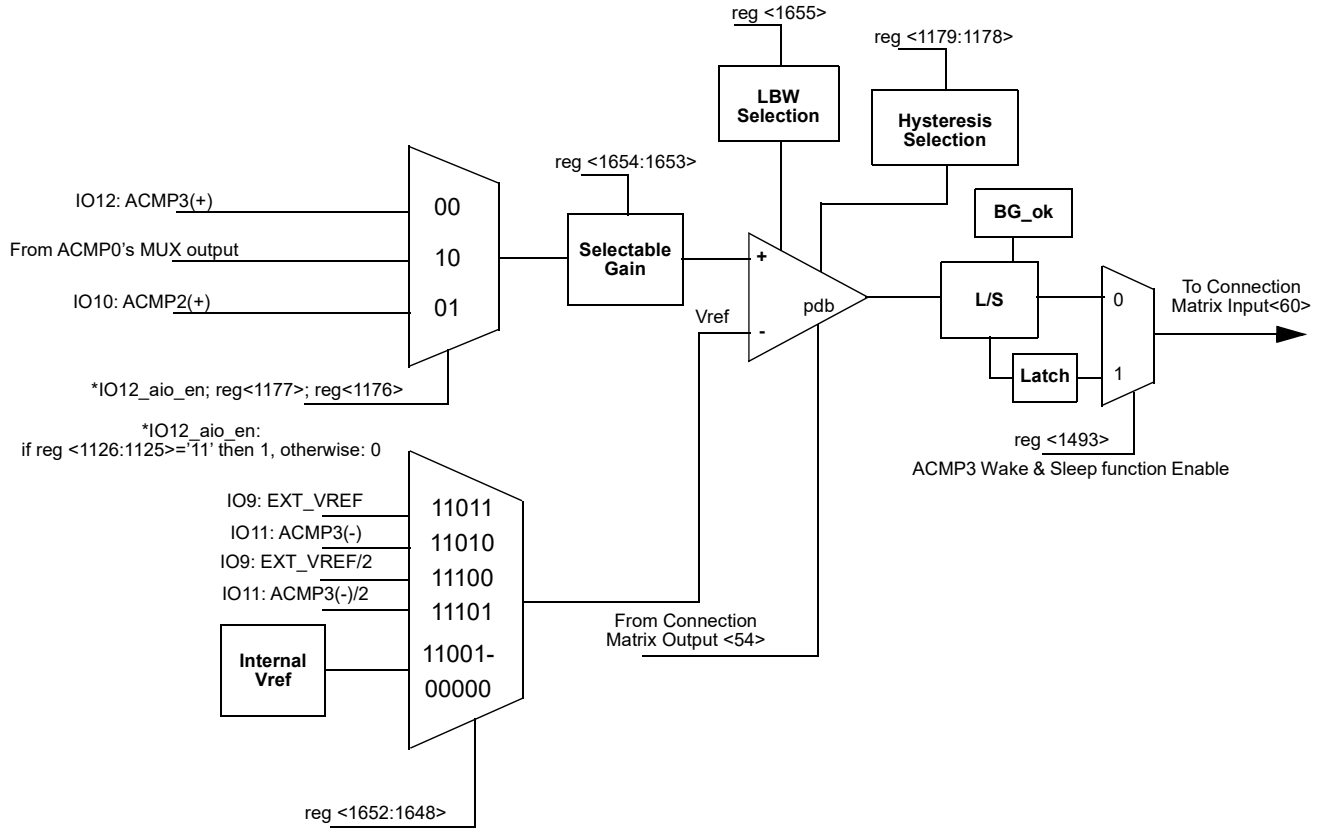 reg <1655>
reg <1179:1178>
LBW
Selection
Hysteresis
Selection
reg <1654:1653>
IO12: ACMP3(+)
00
BG_ok
From ACMP0's MUX output
10
Selectable
Gain
+
IO10: ACMP2(+)
01
pdb
L/S
0
To Connection
Matrix Input<60>
Vref
-
Latch
1
*IO12_aio_en; reg<1177>; reg<1176>
*IO12_aio_en:
if reg <1126:1125>='11' then 1, otherwise: 0
reg <1493>
ACMP3 Wake & Sleep function Enable
IO9: EXT_VREF
11011
IO11: ACMP3(-)
11010
IO9: EXT_VREF/2
11100
IO11: ACMP3(-)/2
11101
From Connection
Matrix Output <54>
Internal
Vref
11001-
00000
reg <1652:1648>